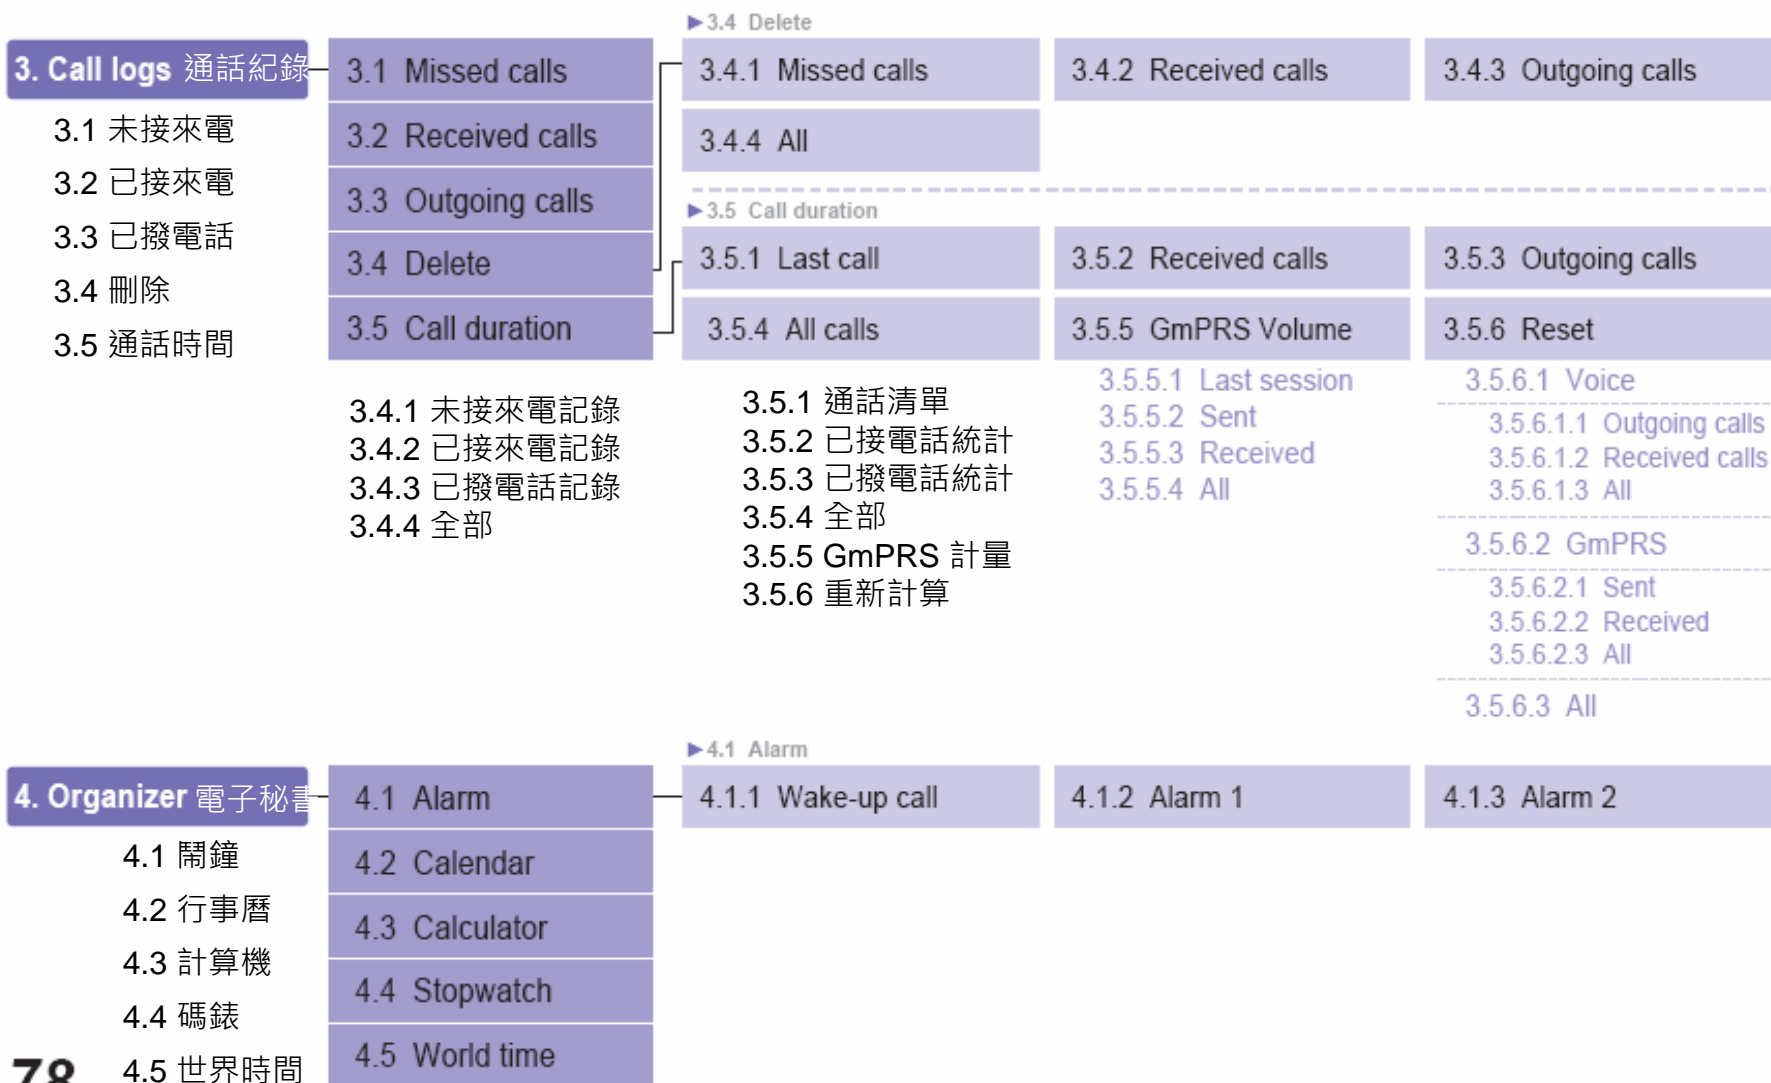 ▶3.4 Delete
3. Call logs 通話紀錄
3.1 Missed calls
3.4.1 Missed calls
3.4.2 Received calls
3.4.3 Outgoing calls
3.1 未接來電
3.2 已接來電
3.3 已撥電話
3.4 刪除
3.5 通話時間
3.2 Received calls
3.3 Outgoing calls
3.4 Delete
3.5 Call duration
3.4.4 All
▶3.5 Call duration
3.5.1 Last call
3.5.2 Received calls
3.5.3 Outgoing calls
3.5.4 All calls
3.5.5 GmPRS Volume
3.5.6 Reset
3.4.1 未接來電記錄
3.4.2 已接來電記錄
3.4.3 已撥電話記錄
3.4.4 全部
3.5.1 通話清單
3.5.2 已接電話統計
3.5.3 已撥電話統計
3.5.4 全部
3.5.5 GmPRS 計量
3.5.6 重新計算
3.5.5.1 Last session
3.5.5.2 Sent
3.5.5.3 Received
3.5.5.4 All
3.5.6.1 Voice
3.5.6.1.1 Outgoing calls
3.5.6.1.2 Received calls
3.5.6.1.3 All
3.5.6.2 GmPRS
3.5.6.2.1 Sent
3.5.6.2.2 Received
3.5.6.2.3 All
3.5.6.3 All
▶4.1 Alarm
4. Organizer 電子秘書
4.1 Alarm
4.1.1 Wake-up call
4.1.2 Alarm 1
4.1.3 Alarm 2
4.1 鬧鐘
4.2 行事曆
4.3 計算機
4.4 碼錶
4.5 世界時間
4.2 Calendar
4.3 Calculator
4.4 Stopwatch
4.5 World time
78